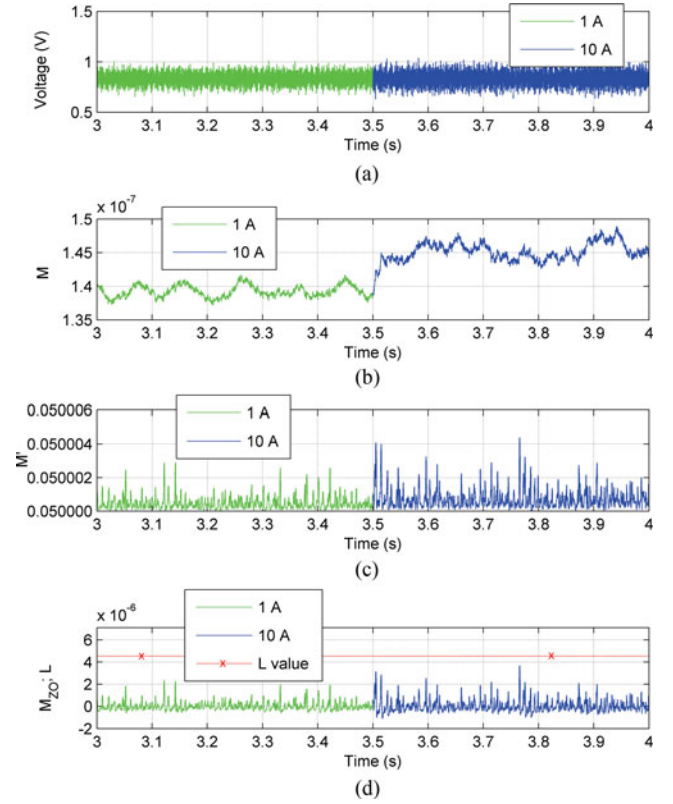 1.5
1
0.5
Voltage (V)
1 A
10 A
3 3.1 3.2 3.3 3.4 3.5 3.6 3.7 3.8 3.9 4
Time (s)
(a)
x 10-7
1.5
1.45
1.4
1.35
M
1 A
10 A
3 3.1 3.2 3.3 3.4 3.5 3.6 3.7 3.8 3.9 4
Time (s)
(b)
0.050006
0.050004
0.050002
0.050000
M'
1 A
10 A
3 3.1 3.2 3.3 3.4 3.5 3.6 3.7 3.8 3.9 4
Time (s)
(c)
x 10-6
6
4
2
0
-2
MZO; L
1 A
10 A
L value
3 3.1 3.2 3.3 3.4 3.5 3.6 3.7 3.8 3.9 4
Time (s)
(d)